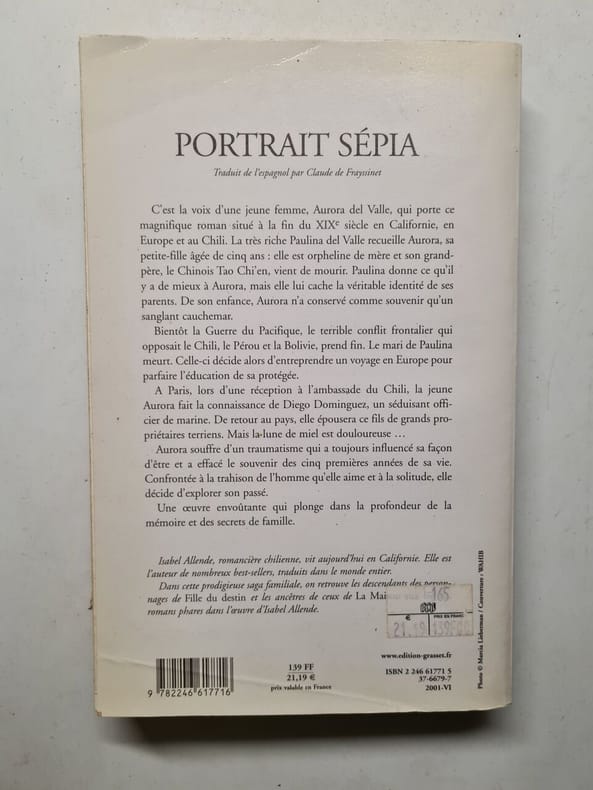 PORTRAIT SÉPIA
Traduit de l'espagnol par Claude de Frayssinet
C'est la voix d'une jeune femme, Aurora del Valle, qui porte ce
magnifique roman situé à la fin du XIXe siècle en Californie, en
Europe et au Chili. La très riche Paulina del Valle recueille Aurora, sa
petite-fille âgée de cinq ans : elle est orpheline de mère et son grand-
père, le Chinois Tao Chi'en, vient de mourir. Paulina donne ce qu'il
y a de mieux à Aurora, mais elle lui cache la véritable identité de ses
parents. De son enfance, Aurora n'a conservé comme souvenir qu'un
sanglant cauchemar.
Bientôt la Guerre du Pacifique, le terrible conflit frontalier qui
opposait le Chili, le Pérou et la Bolivie, prend fin. Le mari de Paulina
meurt. Celle-ci décide alors d'entreprendre un voyage en Europe pour
parfaire l'éducation de sa protégée.
A Paris, lors d'une réception à l'ambassade du Chili, la jeune
Aurora fait la connaissance de Diego Dominguez, un séduisant offi-
cier de marine. De retour au pays, elle épousera ce fils de grands pro-
priétaires terriens. Mais la lune de miel est douloureuse ...
Aurora souffre d'un traumatisme qui a toujours influencé sa façon
d'être et a effacé le souvenir des cinq premières années de sa vie.
Confrontée à la trahison de l'homme qu'elle aime et à la solitude, elle
décide d'explorer son passé.
Une œuvre envoûtante qui plonge dans la profondeur de la
mémoire et des secrets de famille.
Isabel Allende, romancière chilienne, vit aujourd'hui en Californie. Elle est
l'auteur de nombreux best-sellers, traduits dans le monde entier.
Dans cette prodigieuse saga familiale, on retrouve les descendants des person-
nages de Fille du destin et les ancêtres de ceux de La
romans phares dans l'œuvre d'Isabel Allende.
165
€ PRIX EN FRANC
21.19
www.edition-grasset.fr
139 FF
21,19 €
prix valable en France
ISBN 2 246 61771 5
37-6679-7
2001-VI
9 782246 617716
Photo © Marcia Lieberman / Couverture : WAHIB